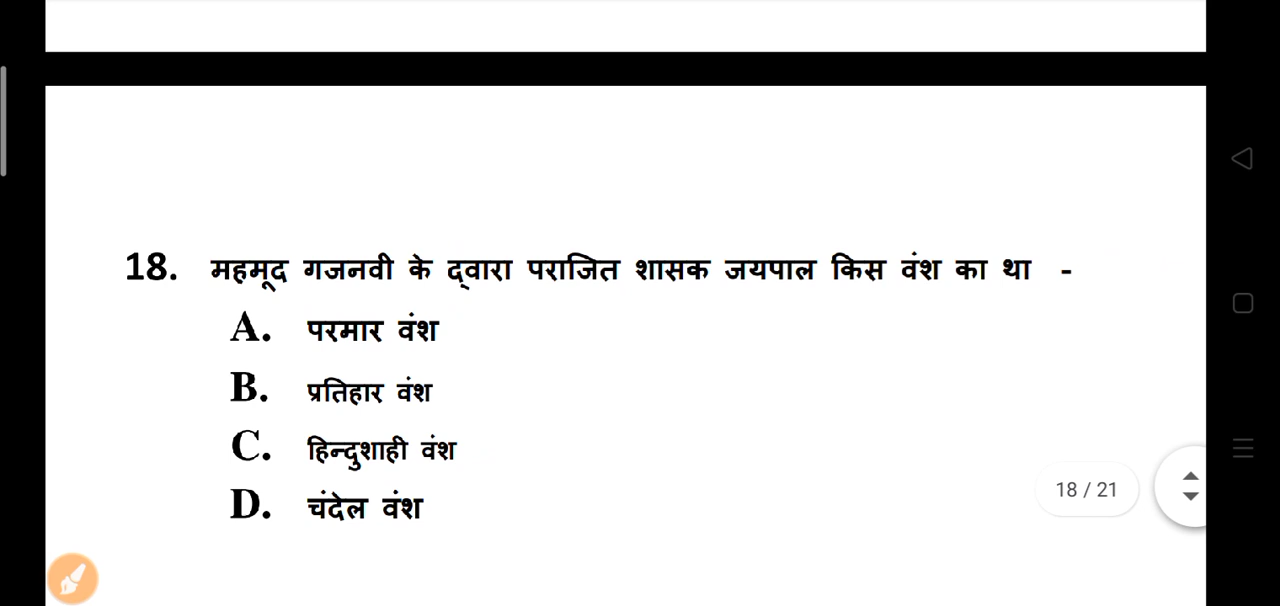 18. महमूद गजनवी के द्वारा पराजित शासक जयपाल किस वंश का था -
A. परमार वंश
B. प्रतिहार वंश
C. हिन्दुशाही वंश
D. चंदेल वंश
18 / 21